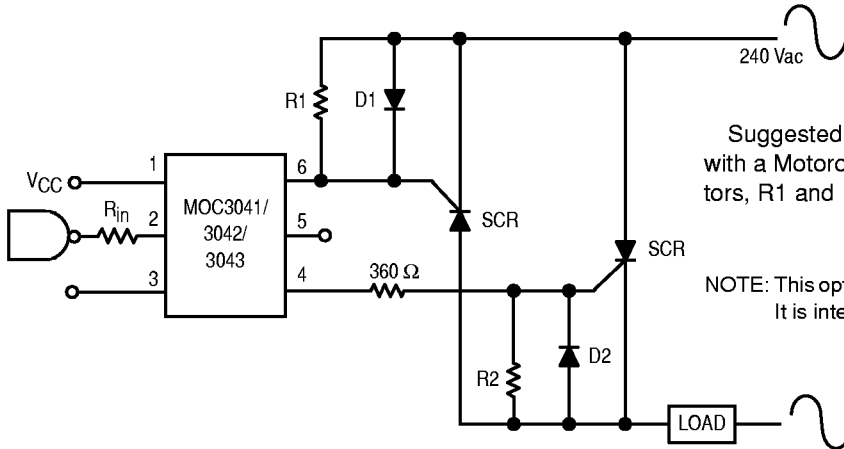 240 Vac
R1
D1
Suggested
with a Motoro
tors, R1 and
1
6
VCC
MOC3041/
3042/
3043
Rin
2
5
SCR
SCR
3
4
360 Ω
NOTE: This opt
It is inte
R2
D2
LOAD